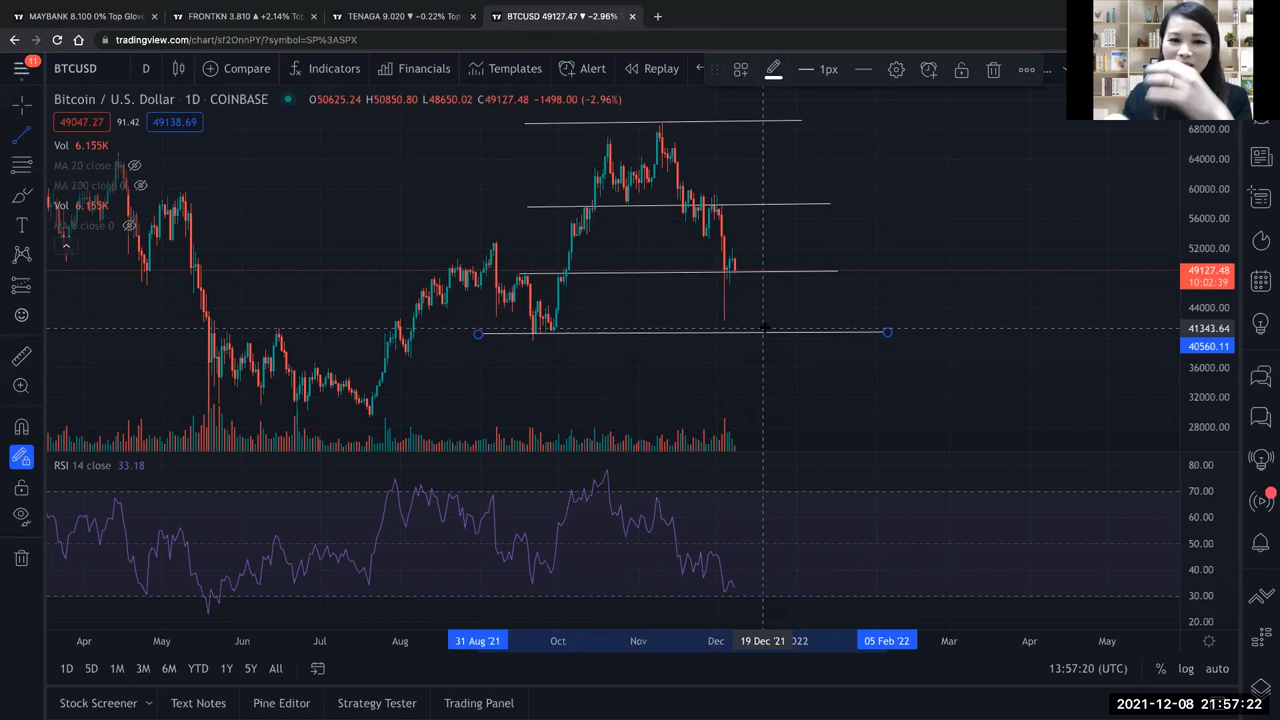 MAYBANK 8.100 0% Top Glove
FRONTKN 3.810 ▲ +2.14% Top
TENAGA 9.020 ▼ −0.22% Top
BTCUSD 49127.47 ▼ −2.96%
tradingview.com/chart/sf2OnnPY/?symbol=SP%3ASPX
11
BTCUSD
D
Compare
Indicators
Financials
Templat
Alert
Replay
1px
Bitcoin / U.S. Dollar · 1D · COINBASE
O50625.24 H50850.80 L48650.02 C49127.48 −1498.00 (−2.96%)
49047.27
91.42
49138.69
Vol 6.155K
MA 20 close 0
MA 200 close 0
Vol 6.155K
close 0
68000.00
64000.00
60000.00
56000.00
52000.00
49127.48
10:02:39
44000.00
41343.64
40560.11
36000.00
32000.00
28000.00
RSI 14 close 33.18
80.00
70.00
60.00
50.00
40.00
30.00
20.00
Apr
May
Jun
Jul
Aug
31 Aug '21
Oct
Nov
Dec
19 Dec '21
022
05 Feb '22
Mar
Apr
May
1D
5D
1M
3M
6M
YTD
1Y
5Y
All
13:57:20 (UTC)
%
log
auto
Stock Screener
Text Notes
Pine Editor
Strategy Tester
Trading Panel
2021-12-08 21:57:22